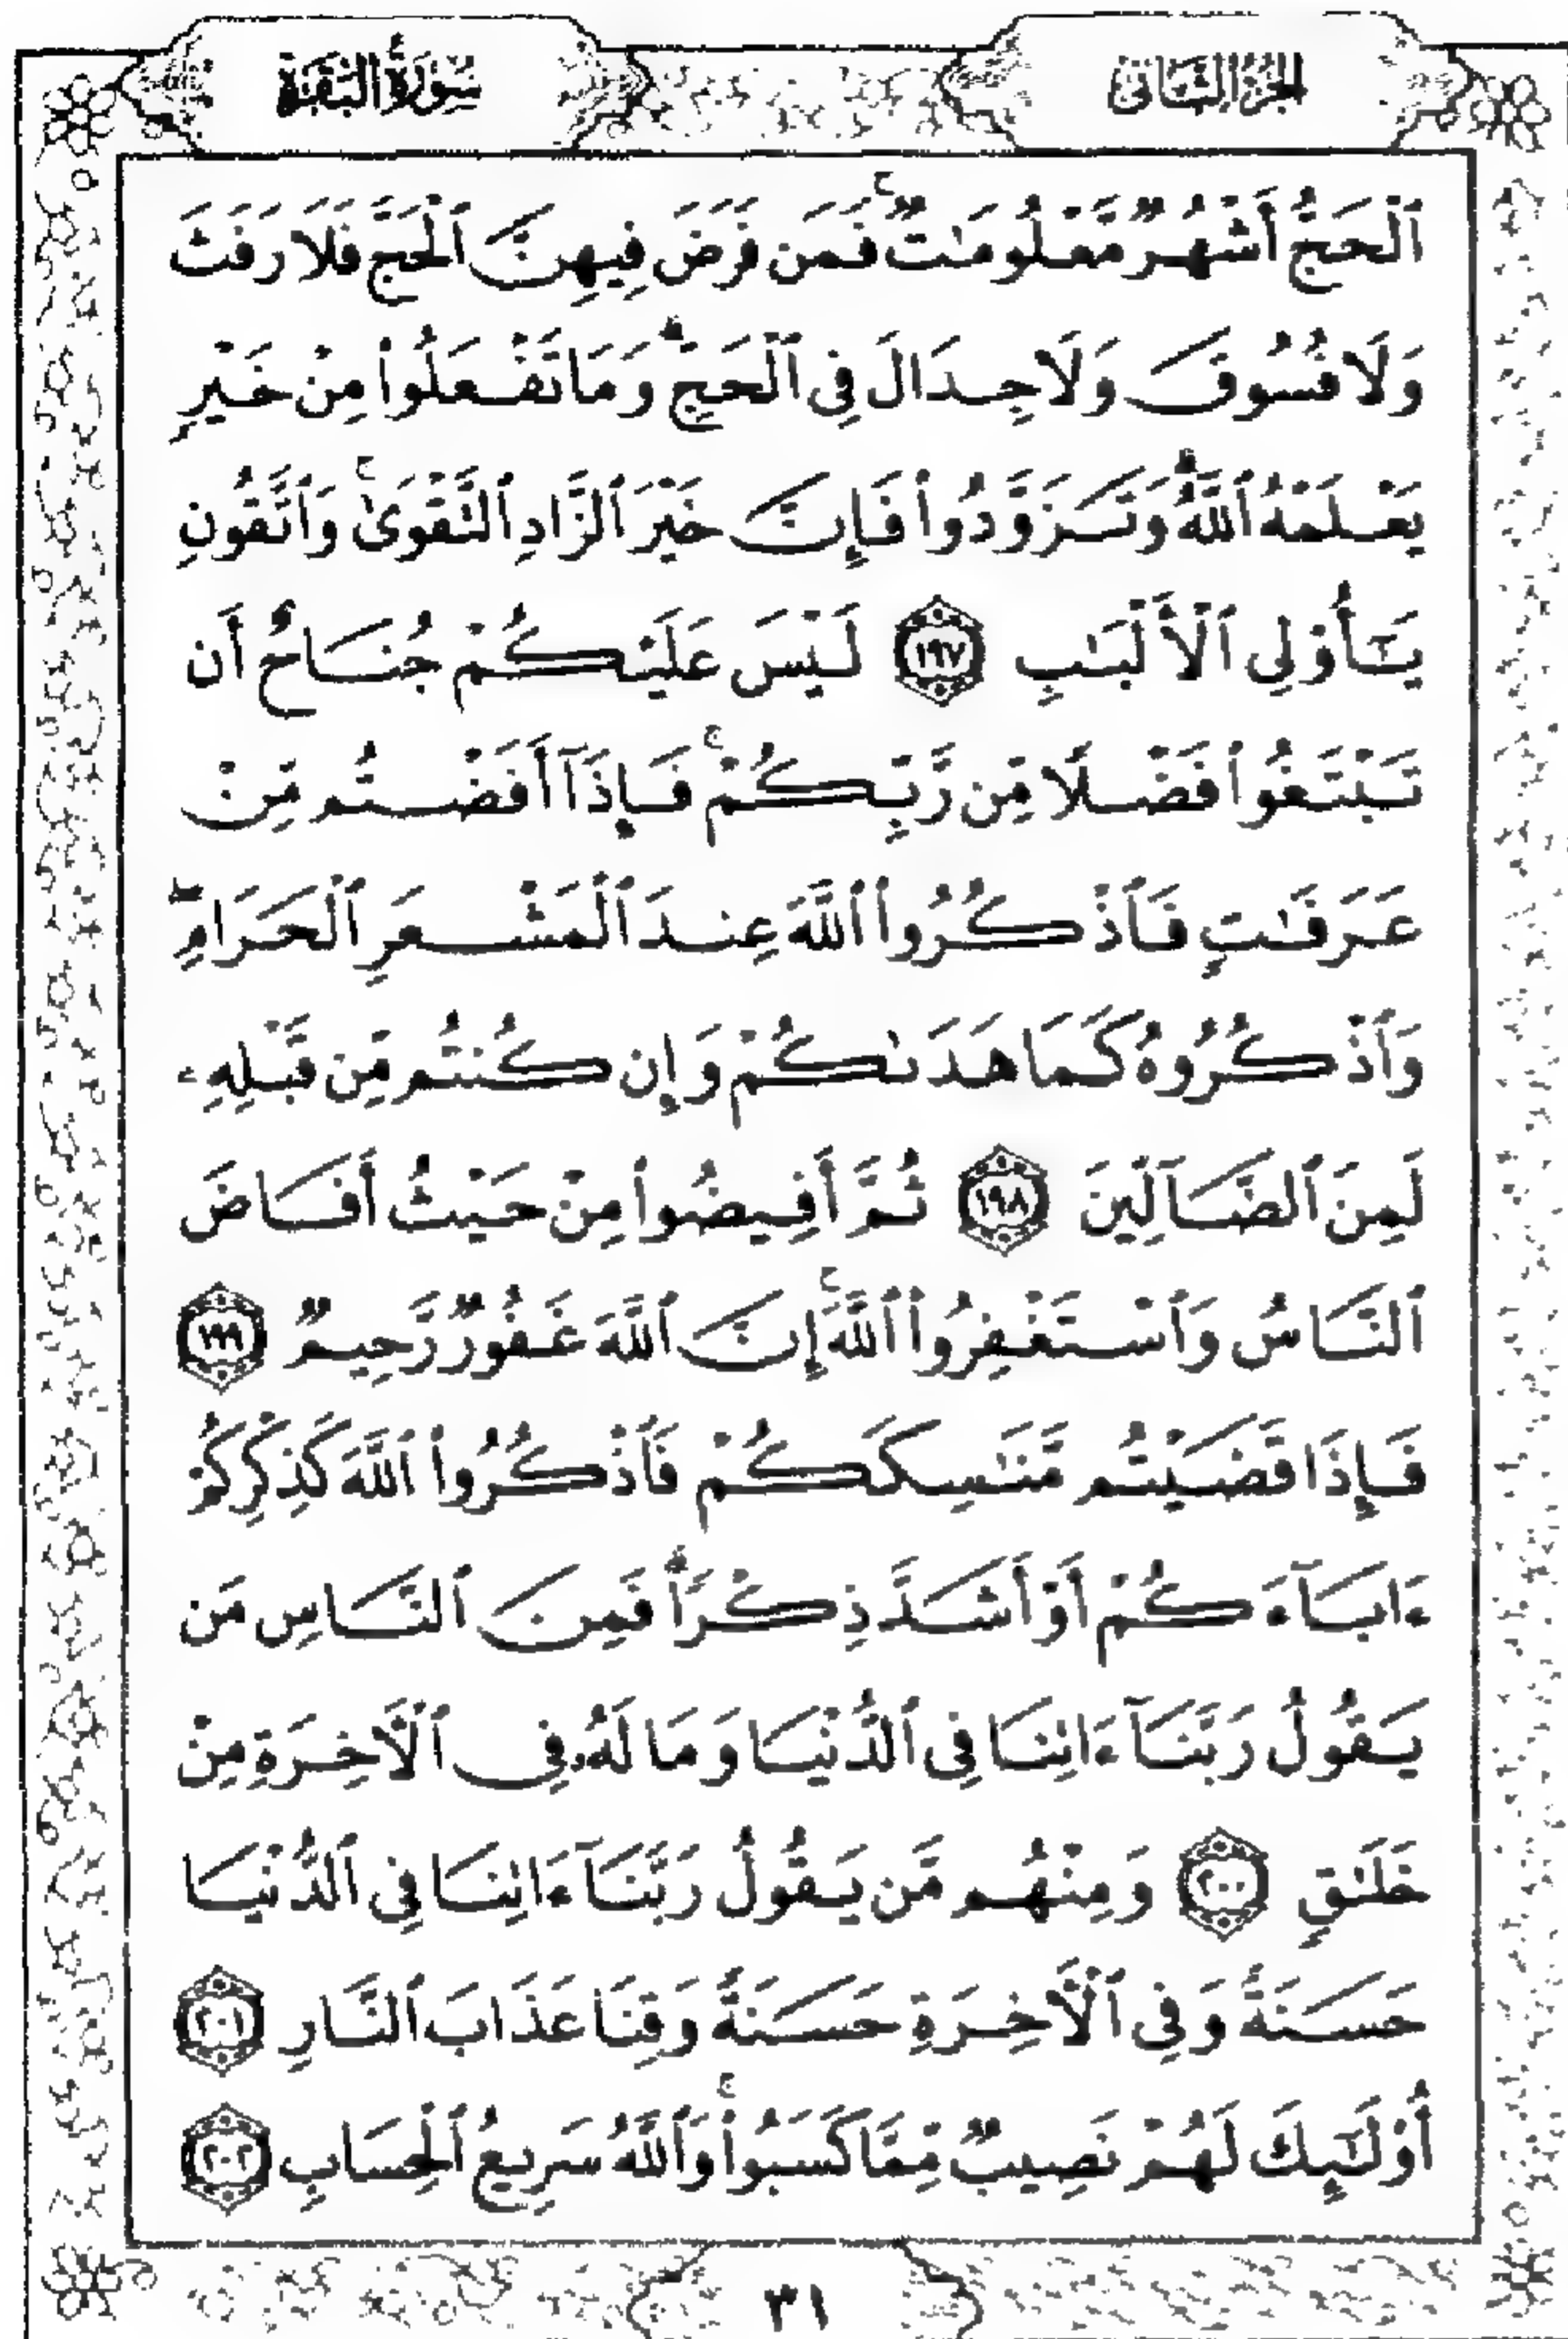 الجزء الثاني
سورة البقرة
ٱلْحَجُّ أَشْهُرٌ مَّعْلُومَٰتٌ ۚ فَمَن فَرَضَ فِيهِنَّ ٱلْحَجَّ فَلَا رَفَثَ
وَلَا فُسُوقَ وَلَا جِدَالَ فِى ٱلْحَجِّ ۗ وَمَا تَفْعَلُوا۟ مِنْ خَيْرٍ
يَعْلَمْهُ ٱللَّهُ ۗ وَتَزَوَّدُوا۟ فَإِنَّ خَيْرَ ٱلزَّادِ ٱلتَّقْوَىٰ ۚ وَٱتَّقُونِ
يَٰٓأُو۟لِى ٱلْأَلْبَٰبِ ١٩٧ لَيْسَ عَلَيْكُمْ جُنَاحٌ أَن
تَبْتَغُوا۟ فَضْلًا مِّن رَّبِّكُمْ ۚ فَإِذَآ أَفَضْتُم مِّنْ
عَرَفَٰتٍ فَٱذْكُرُوا۟ ٱللَّهَ عِندَ ٱلْمَشْعَرِ ٱلْحَرَامِ ۖ
وَٱذْكُرُوهُ كَمَا هَدَىٰكُمْ وَإِن كُنتُم مِّن قَبْلِهِۦ
لَمِنَ ٱلضَّآلِّينَ ١٩٨ ثُمَّ أَفِيضُوا۟ مِنْ حَيْثُ أَفَاضَ
ٱلنَّاسُ وَٱسْتَغْفِرُوا۟ ٱللَّهَ ۚ إِنَّ ٱللَّهَ غَفُورٌ رَّحِيمٌ ١٩٩
فَإِذَا قَضَيْتُم مَّنَٰسِكَكُمْ فَٱذْكُرُوا۟ ٱللَّهَ كَذِكْرِكُمْ
ءَابَآءَكُمْ أَوْ أَشَدَّ ذِكْرًا ۗ فَمِنَ ٱلنَّاسِ مَن
يَقُولُ رَبَّنَآ ءَاتِنَا فِى ٱلدُّنْيَا وَمَا لَهُۥ فِى ٱلْءَاخِرَةِ مِنْ
خَلَٰقٍ ٢٠٠ وَمِنْهُم مَّن يَقُولُ رَبَّنَآ ءَاتِنَا فِى ٱلدُّنْيَا
حَسَنَةً وَفِى ٱلْءَاخِرَةِ حَسَنَةً وَقِنَا عَذَابَ ٱلنَّارِ ٢٠١
أُو۟لَٰٓئِكَ لَهُمْ نَصِيبٌ مِّمَّا كَسَبُوا۟ ۚ وَٱللَّهُ سَرِيعُ ٱلْحِسَابِ ٢٠٢
٣١